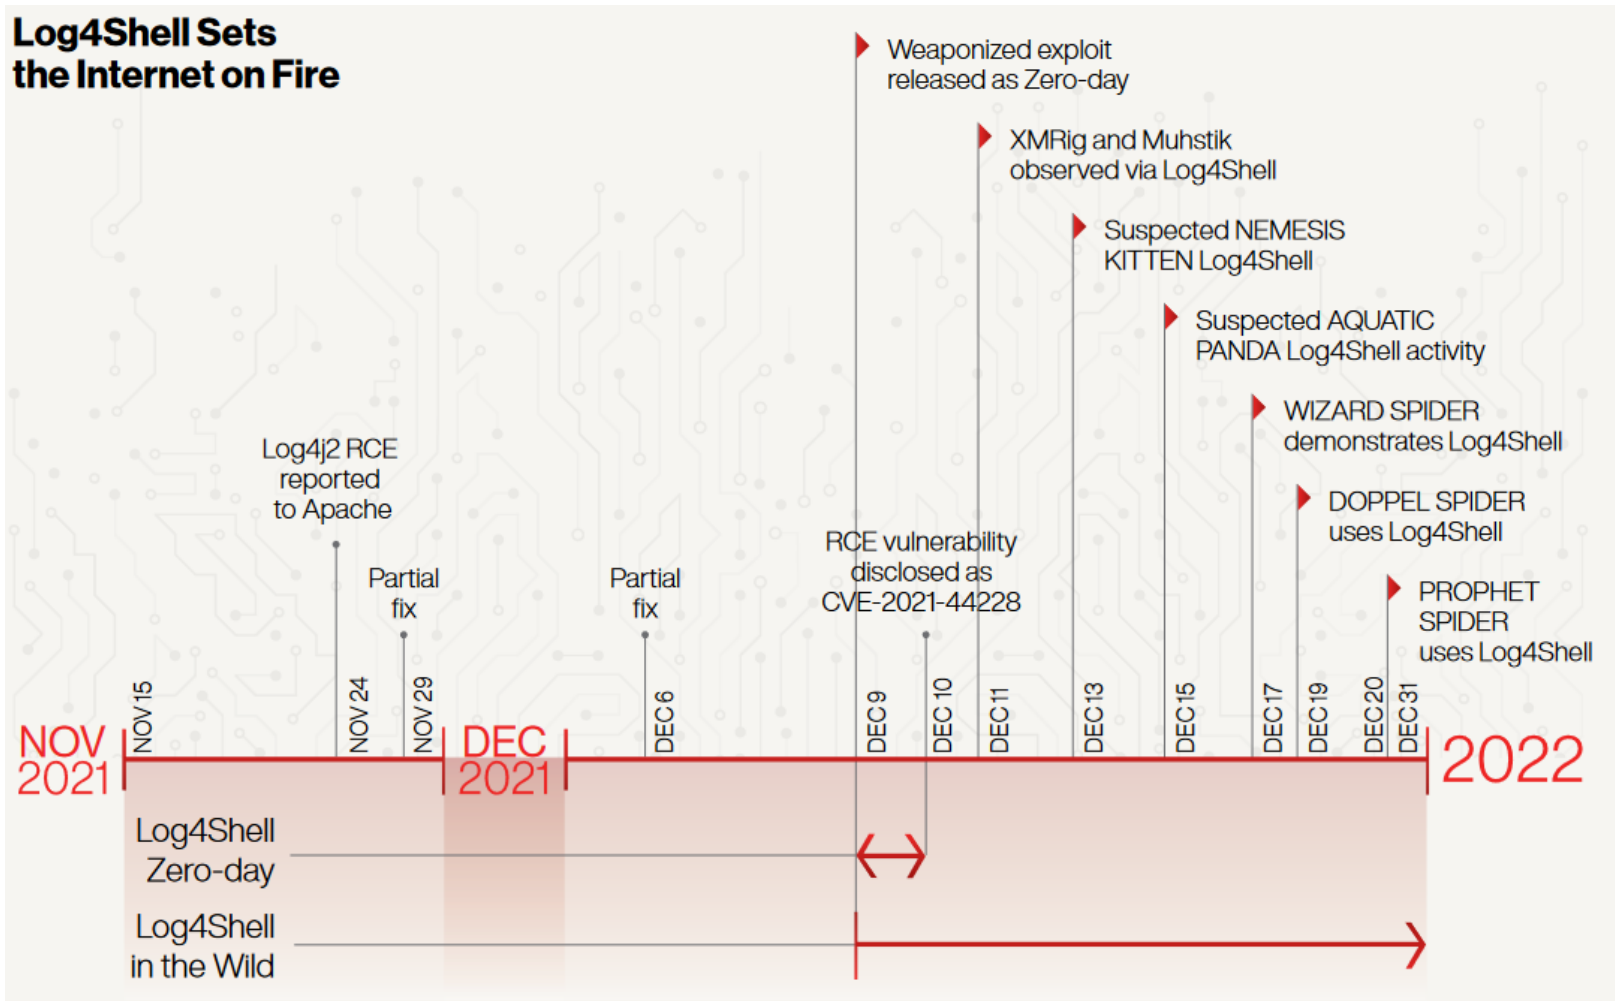 Log4Shell Sets
the Internet on Fire
Weaponized exploit
released as Zero-day
XMRig and Muhstik
observed via Log4Shell
Suspected NEMESIS
KITTEN Log4Shell
Suspected AQUATIC
PANDA Log4Shell activity
WIZARD SPIDER
demonstrates Log4Shell
DOPPEL SPIDER
uses Log4Shell
PROPHET
SPIDER
uses Log4Shell
Log4j2 RCE
reported
to Apache
Partial
fix
Partial
fix
RCE vulnerability
disclosed as
CVE-2021-44228
NOV 15
NOV 24
NOV 29
DEC 6
DEC 9
DEC 10
DEC 11
DEC 13
DEC 15
DEC 17
DEC 19
DEC 20
DEC 31
NOV
2021
DEC
2021
2022
Log4Shell
Zero-day
Log4Shell
in the Wild